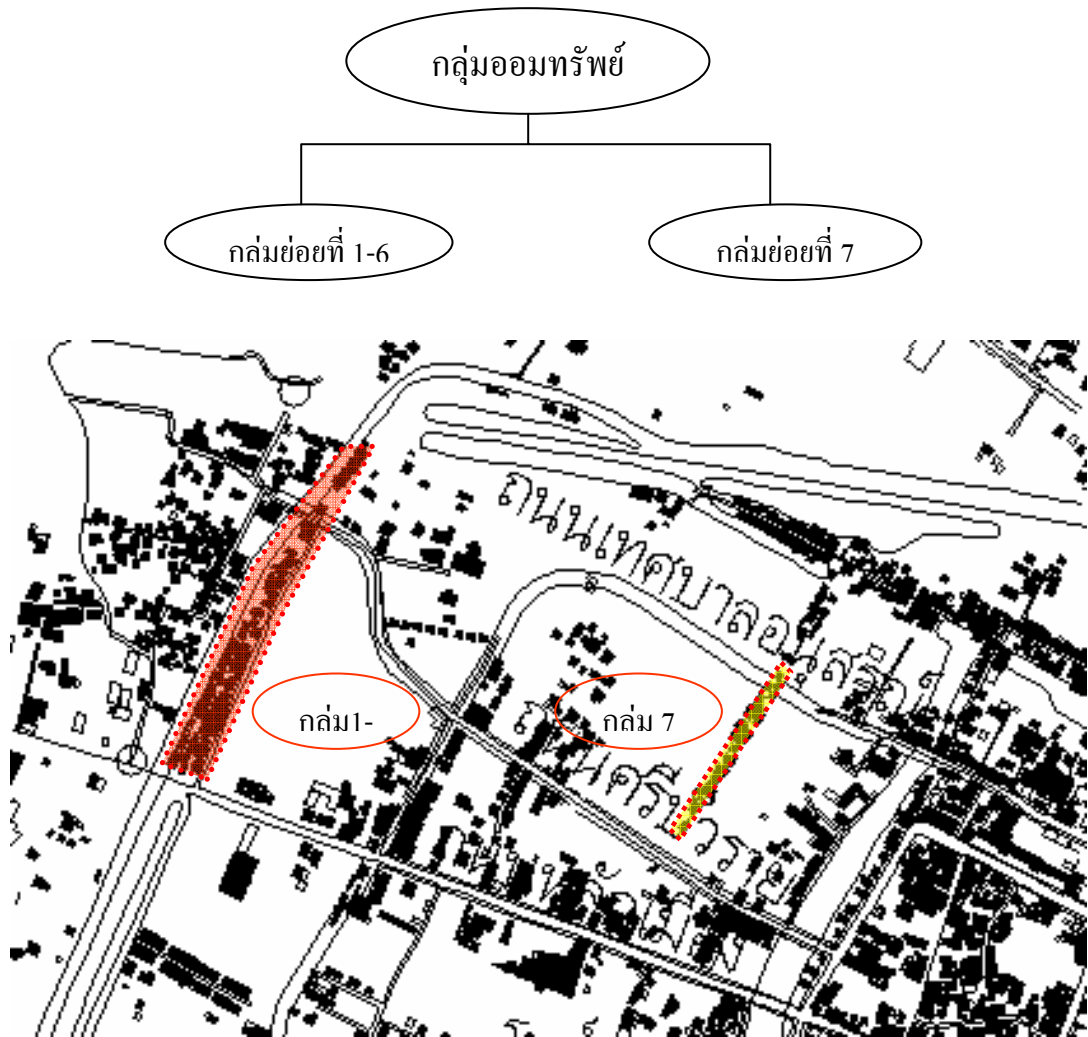 กลุ่มออมทรัพย์
กลุ่มย่อยที่ 1-6
กลุ่มย่อยที่ 7
ถนนเทศบาลอนุสรณ์
กลุ่ม1-
กลุ่ม 7